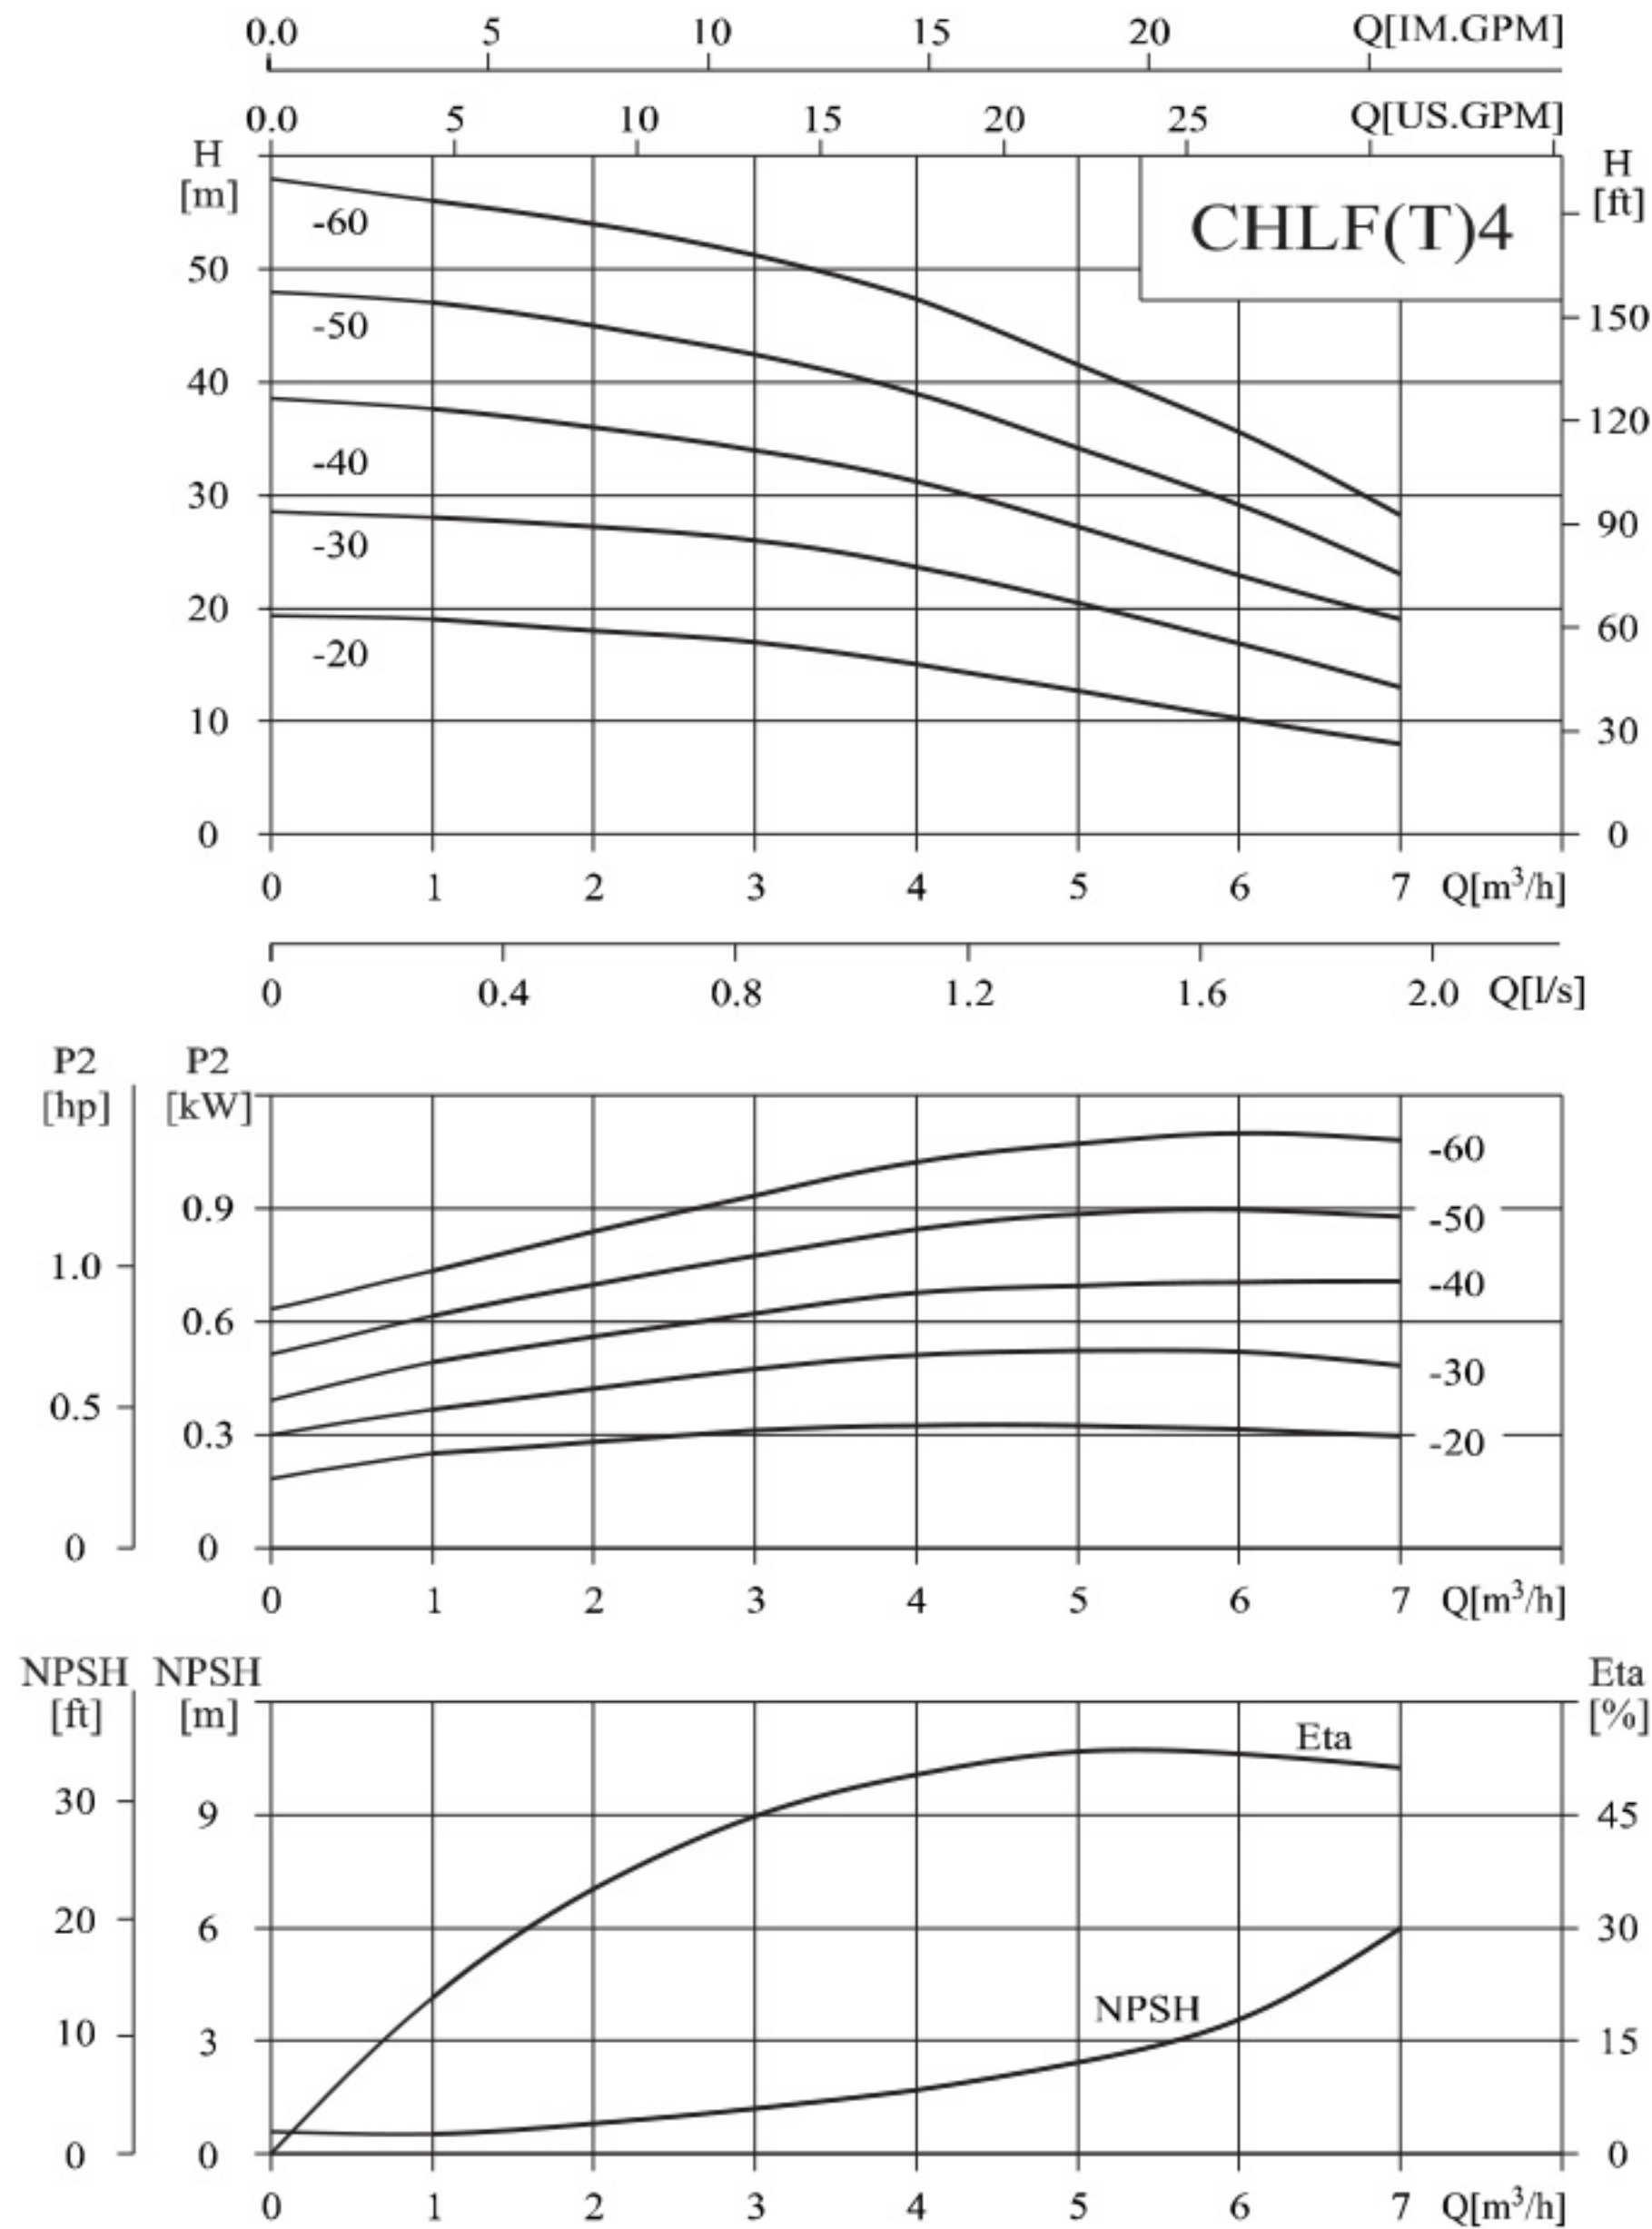 0.0 5 10 15 20 Q[IM.GPM]
0.0 5 10 15 20 25 Q[US.GPM]
H
[m]
H
[ft]
CHLF(T)4
-60
50
-50
150
40
120
-40
30
90
-30
20
60
-20
10
30
0
0
0 1 2 3 4 5 6 7 Q[m³/h]
0 0.4 0.8 1.2 1.6 2.0 Q[l/s]
P2 P2
[hp] [kW]
-60
0.9
-50
1.0
-40
0.6
-30
0.5
0.3
-20
0 0
0 1 2 3 4 5 6 7 Q[m³/h]
NPSH NPSH Eta
[ft] [m] [%]
Eta
30 9 45
20 6 30
NPSH
10 3 15
0 0 0
0 1 2 3 4 5 6 7 Q[m³/h]